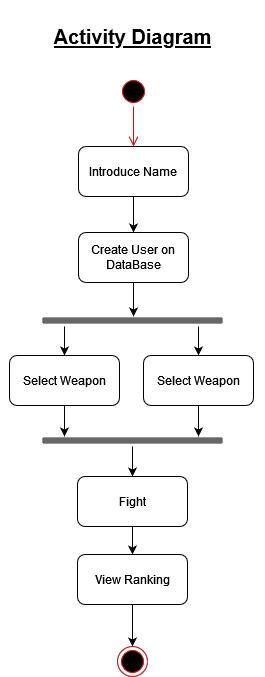 Activity Diagram
Introduce Name
Create User on
DataBase
Select Weapon
Select Weapon
Fight
View Ranking